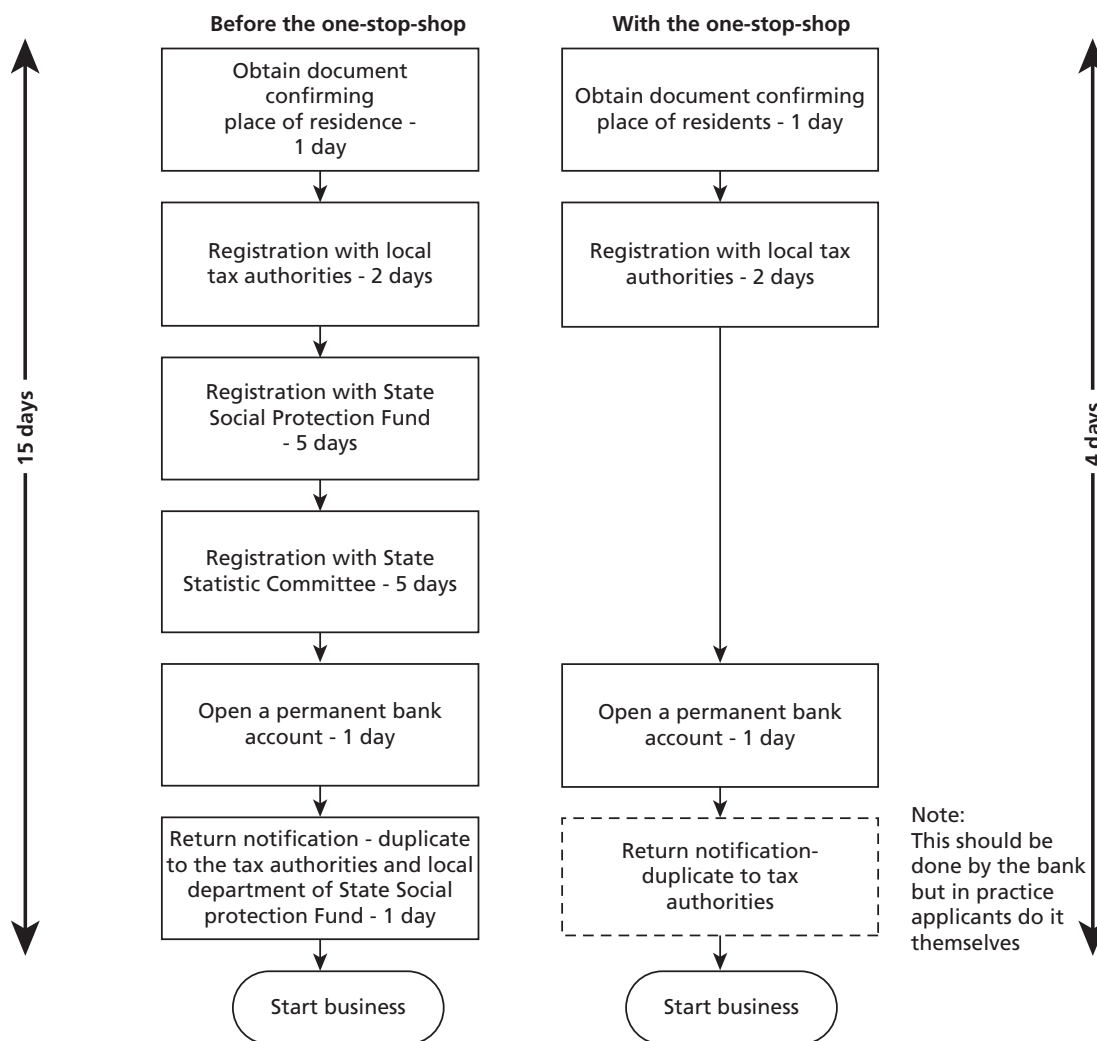 Before the one-stop-shop
Obtain document
confirming
place of residence -
1 day
Registration with local
tax authorities - 2 days
Registration with State
Social Protection Fund
- 5 days
Registration with State
Statistic Committee - 5 days
Open a permanent bank
account - 1 day
Return notification - duplicate
to the tax authorities and local
department of State Social
protection Fund - 1 day
Start business
15 days
With the one-stop-shop
Obtain document confirming
place of residents - 1 day
Registration with local tax
authorities - 2 days
Open a permanent bank
account - 1 day
Return notification-
duplicate to tax
authorities
Start business
Note:
This should be
done by the bank
but in practice
applicants do it
themselves
4 days